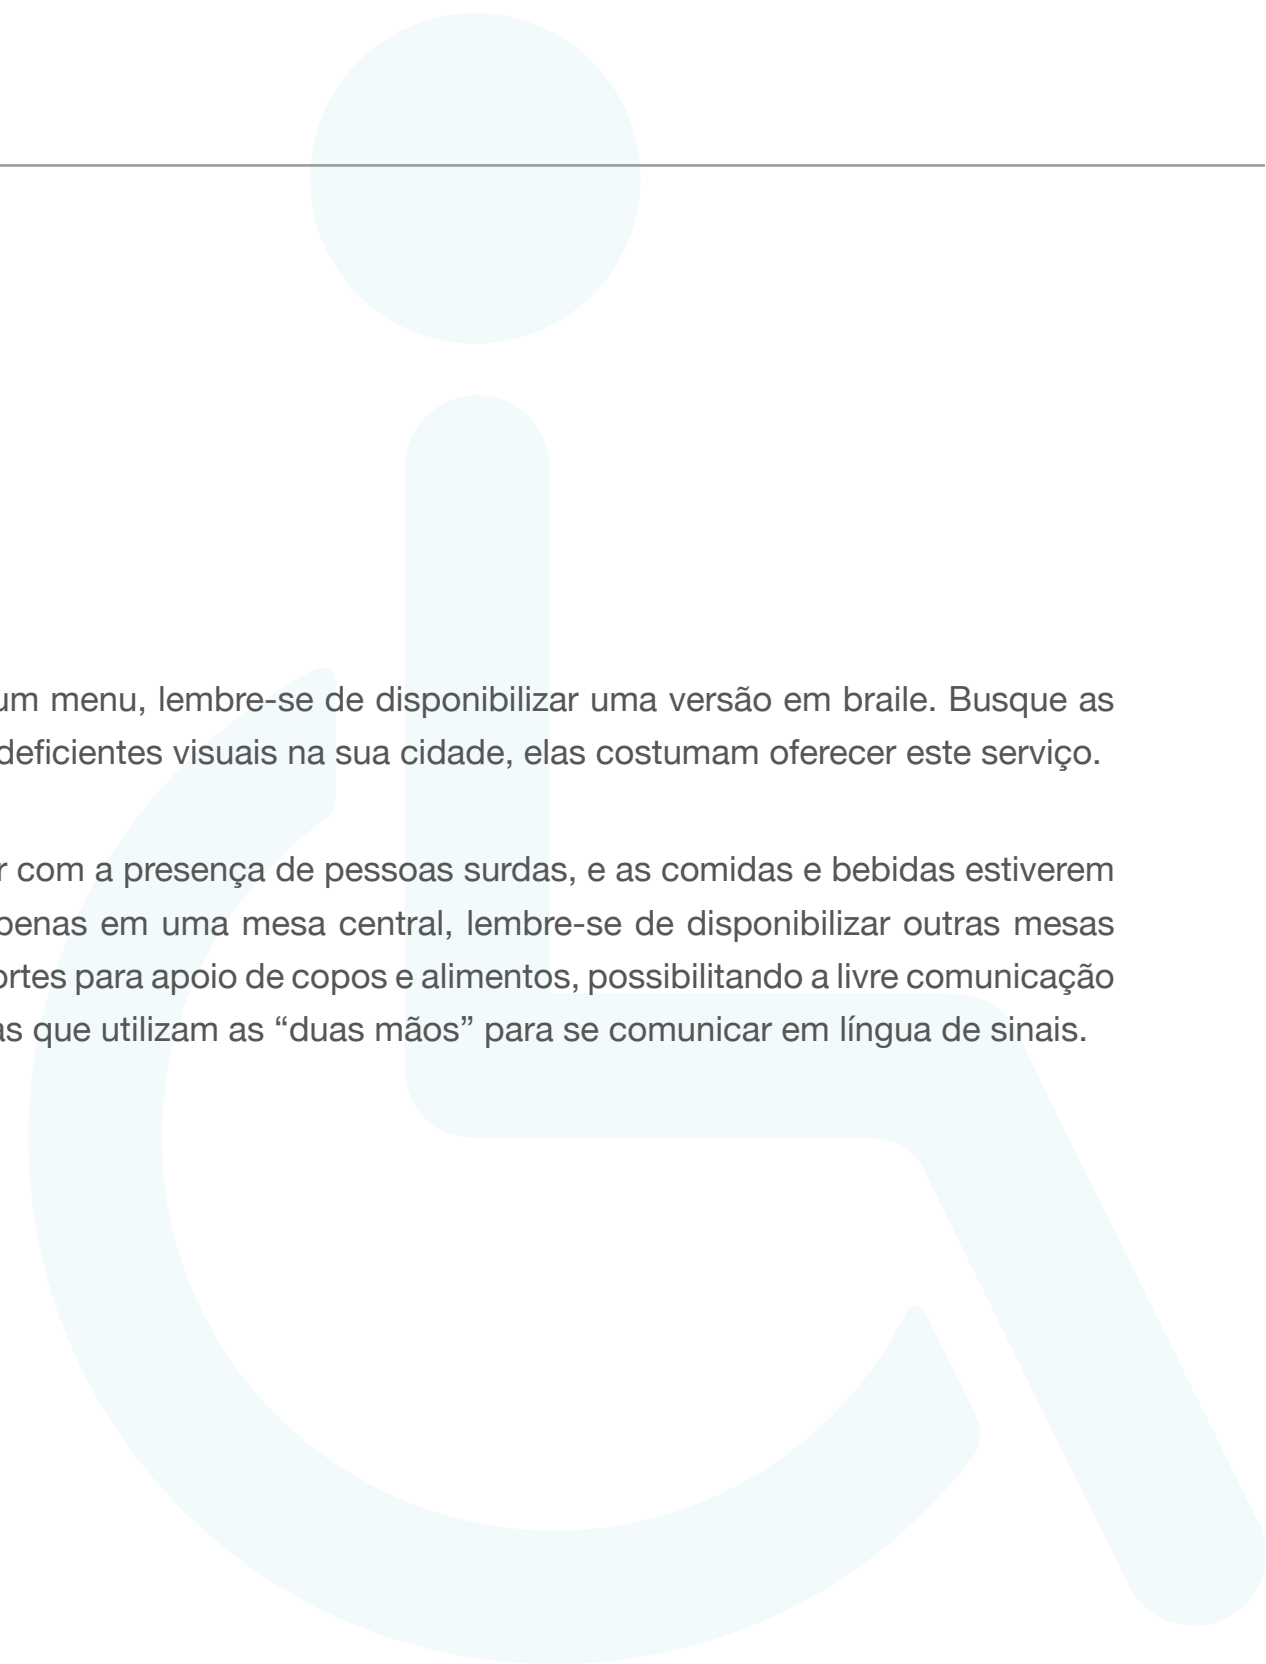 um menu, lembre-se de disponibilizar uma versão em braile. Busque as
deficientes visuais na sua cidade, elas costumam oferecer este serviço.
com a presença de pessoas surdas, e as comidas e bebidas estiverem
em uma mesa central, lembre-se de disponibilizar outras mesas
para apoio de copos e alimentos, possibilitando a livre comunicação
que utilizam as “duas mãos” para se comunicar em língua de sinais.